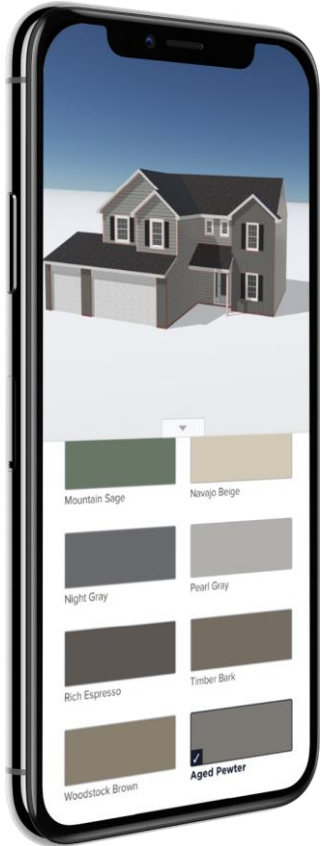 Mountain Sage
Navajo Beige
Night Gray
Pearl Gray
Rich Espresso
Timber Bark
Woodstock Brown
Aged Pewter